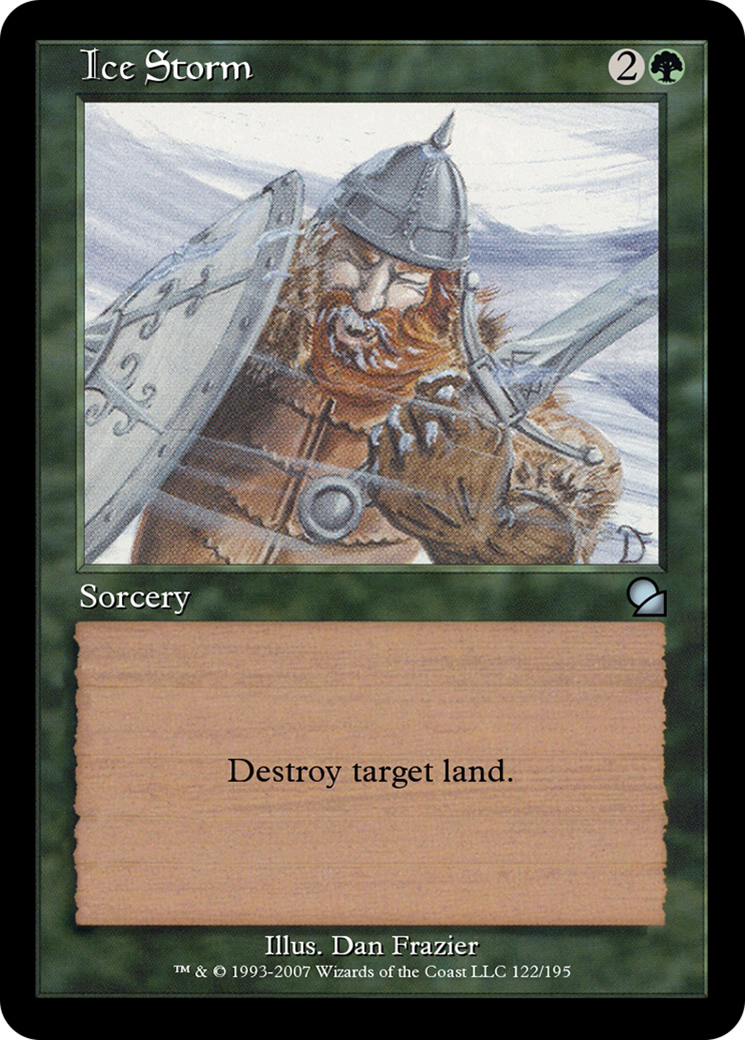 Ice Storm 2
Sorcery
Destroy target land.
Illus. Dan Frazier
™ & © 1993-2007 Wizards of the Coast LLC 122/195